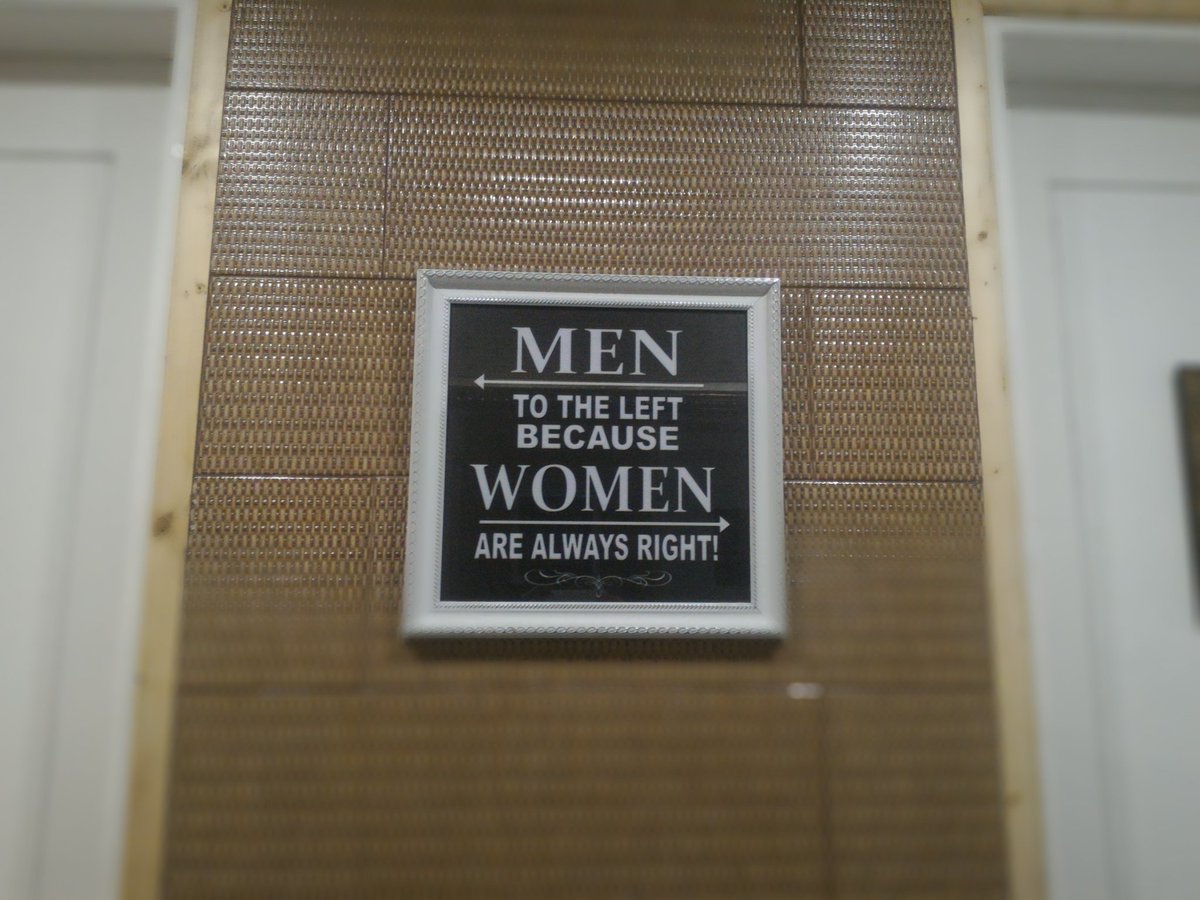 MEN
TO THE LEFT
BECAUSE
WOMEN
ARE ALWAYS RIGHT!